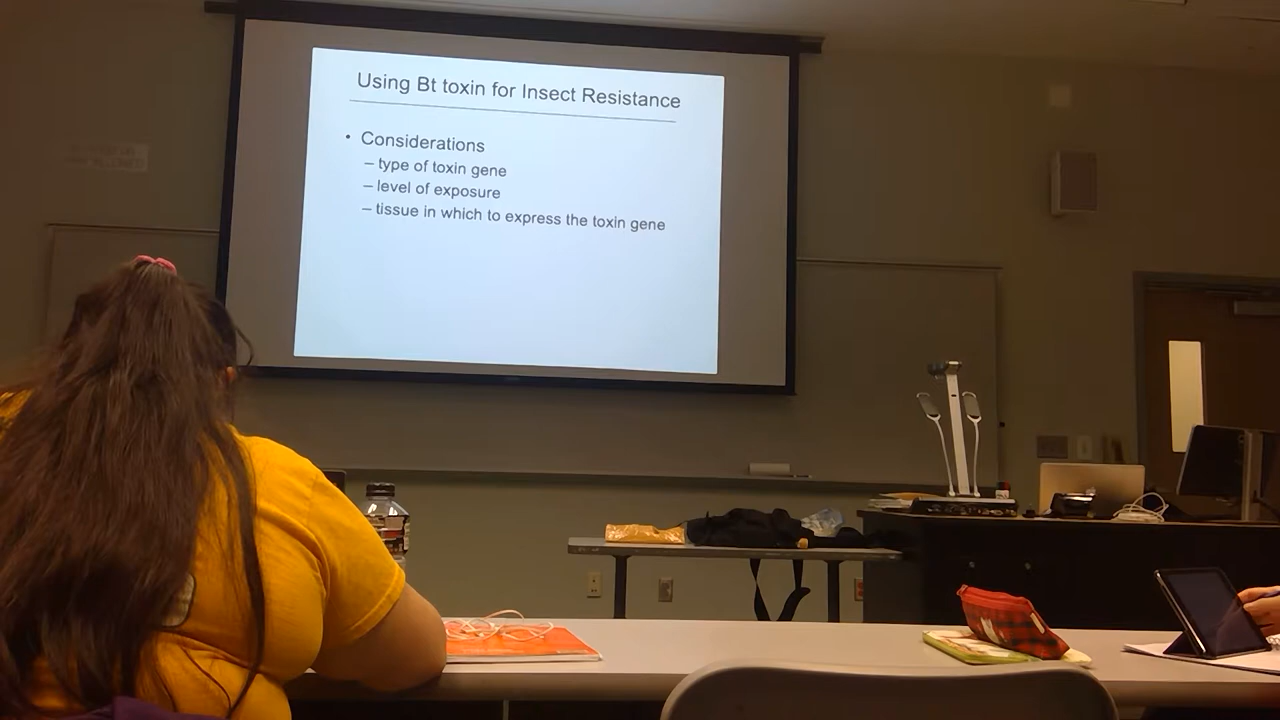 Using Bt toxin for Insect Resistance
• Considerations
– type of toxin gene
– level of exposure
– tissue in which to express the toxin gene